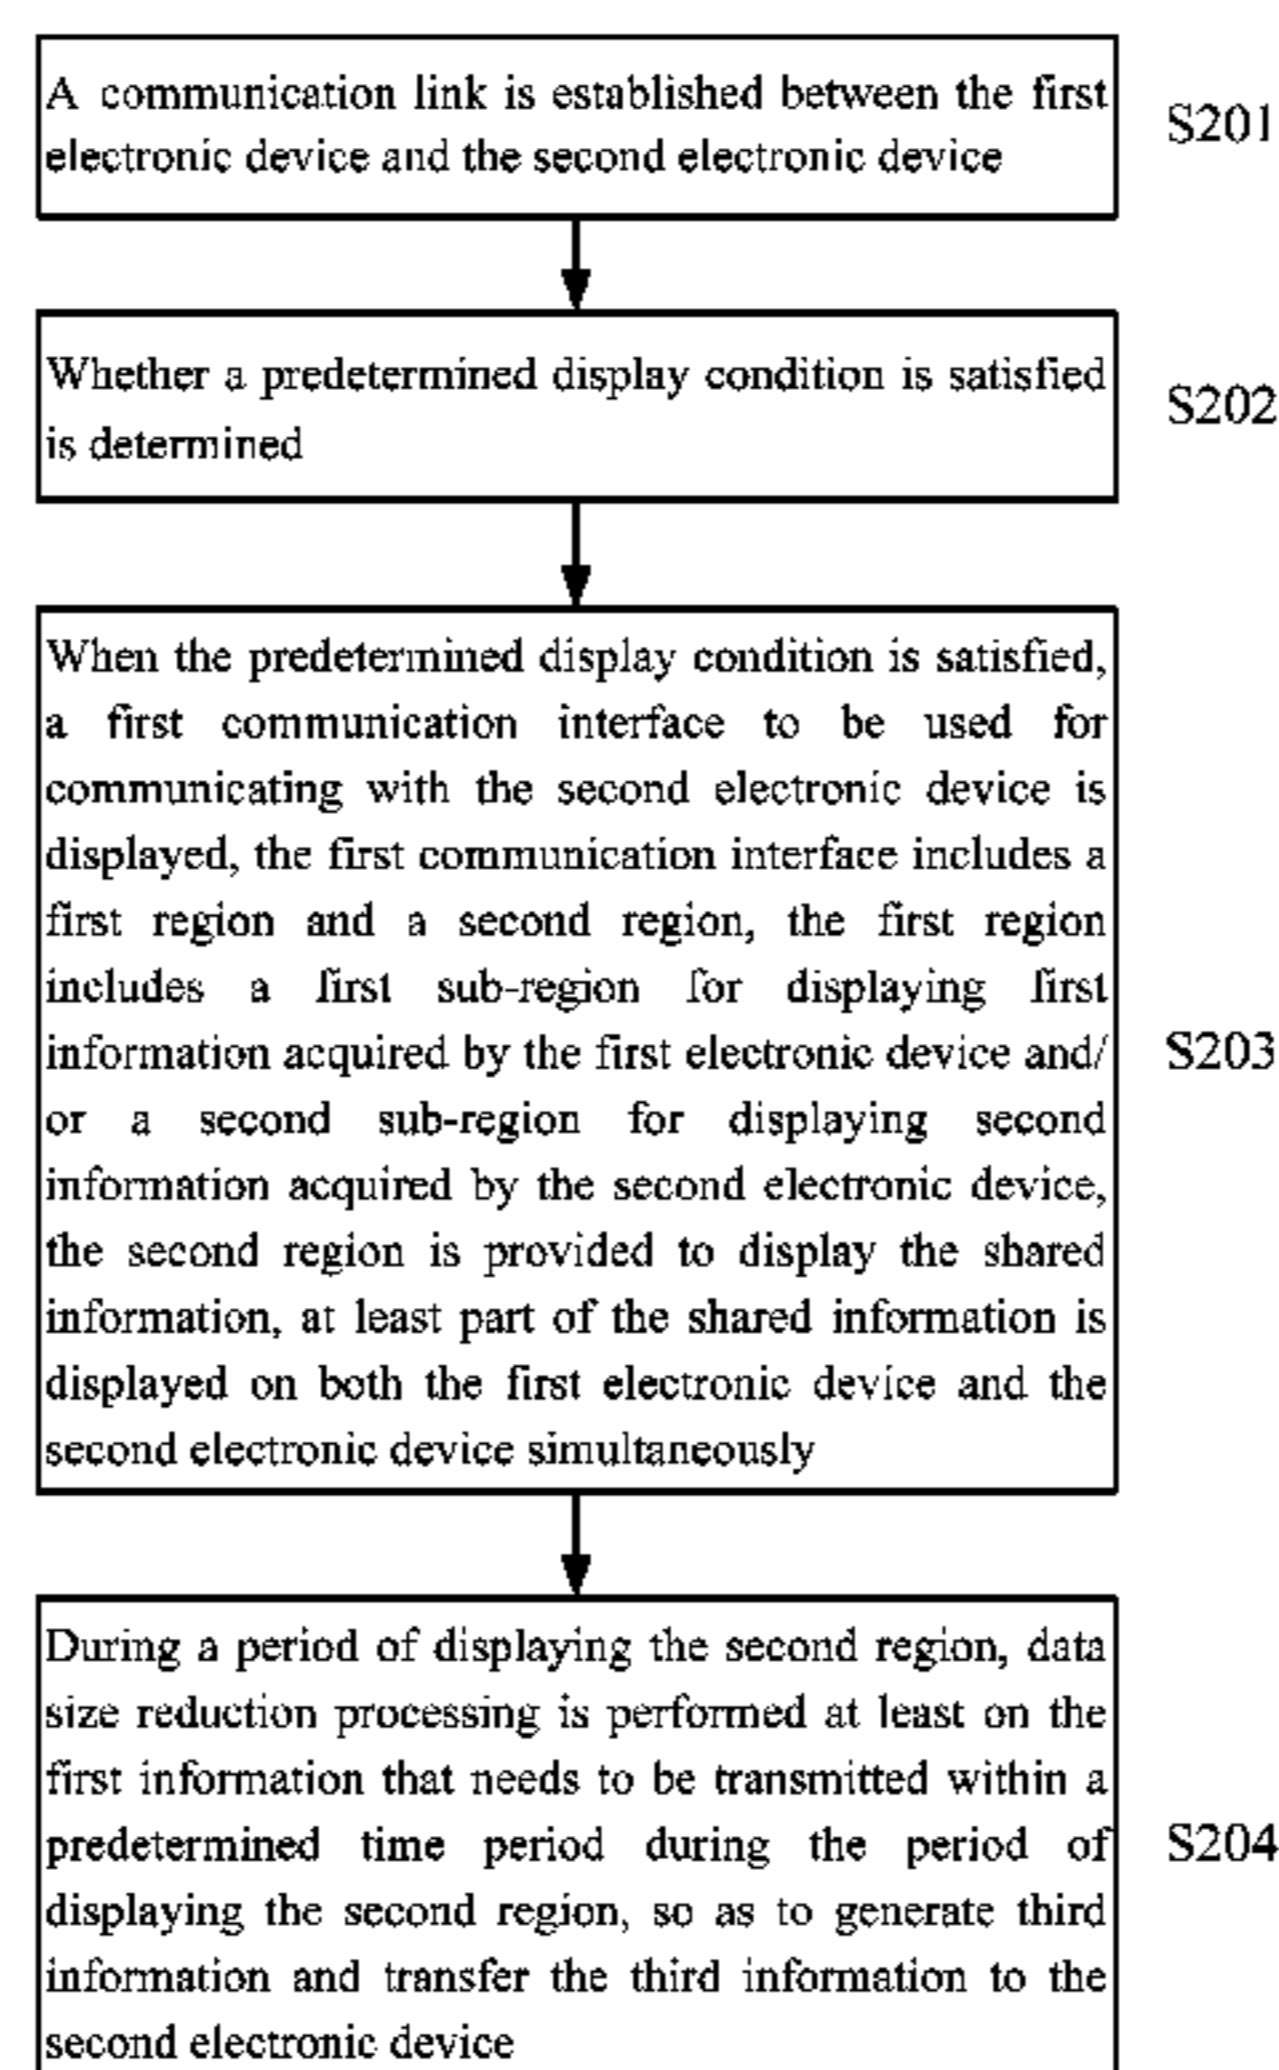 A communication link is established between the first
electronic device and the second electronic device
S201
Whether a predetermined display condition is satisfied
is determined
S202
When the predetermined display condition is satisfied,
a first communication interface to be used for
communicating with the second electronic device is
displayed, the first communication interface includes a
first region and a second region, the first region
includes a first sub-region for displaying first
information acquired by the first electronic device and/
or a second sub-region for displaying second
information acquired by the second electronic device,
the second region is provided to display the shared
information, at least part of the shared information is
displayed on both the first electronic device and the
second electronic device simultaneously
S203
During a period of displaying the second region, data
size reduction processing is performed at least on the
first information that needs to be transmitted within a
predetermined time period during the period of
displaying the second region, so as to generate third
information and transfer the third information to the
second electronic device
S204